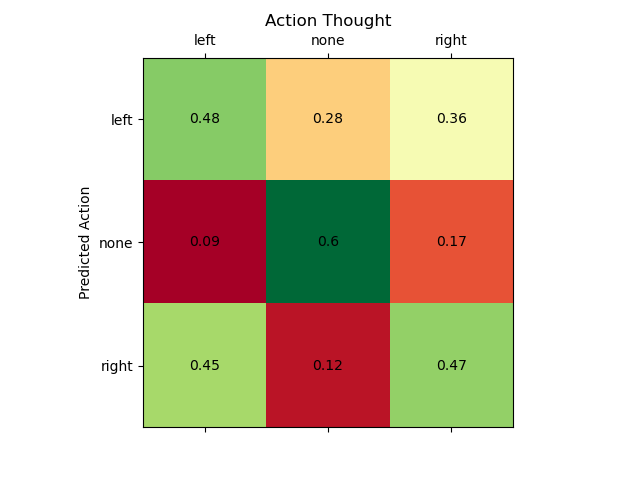 Action Thought
left none right
left 0.48 0.28 0.36
Predicted Action
none 0.09 0.6 0.17
right 0.45 0.12 0.47